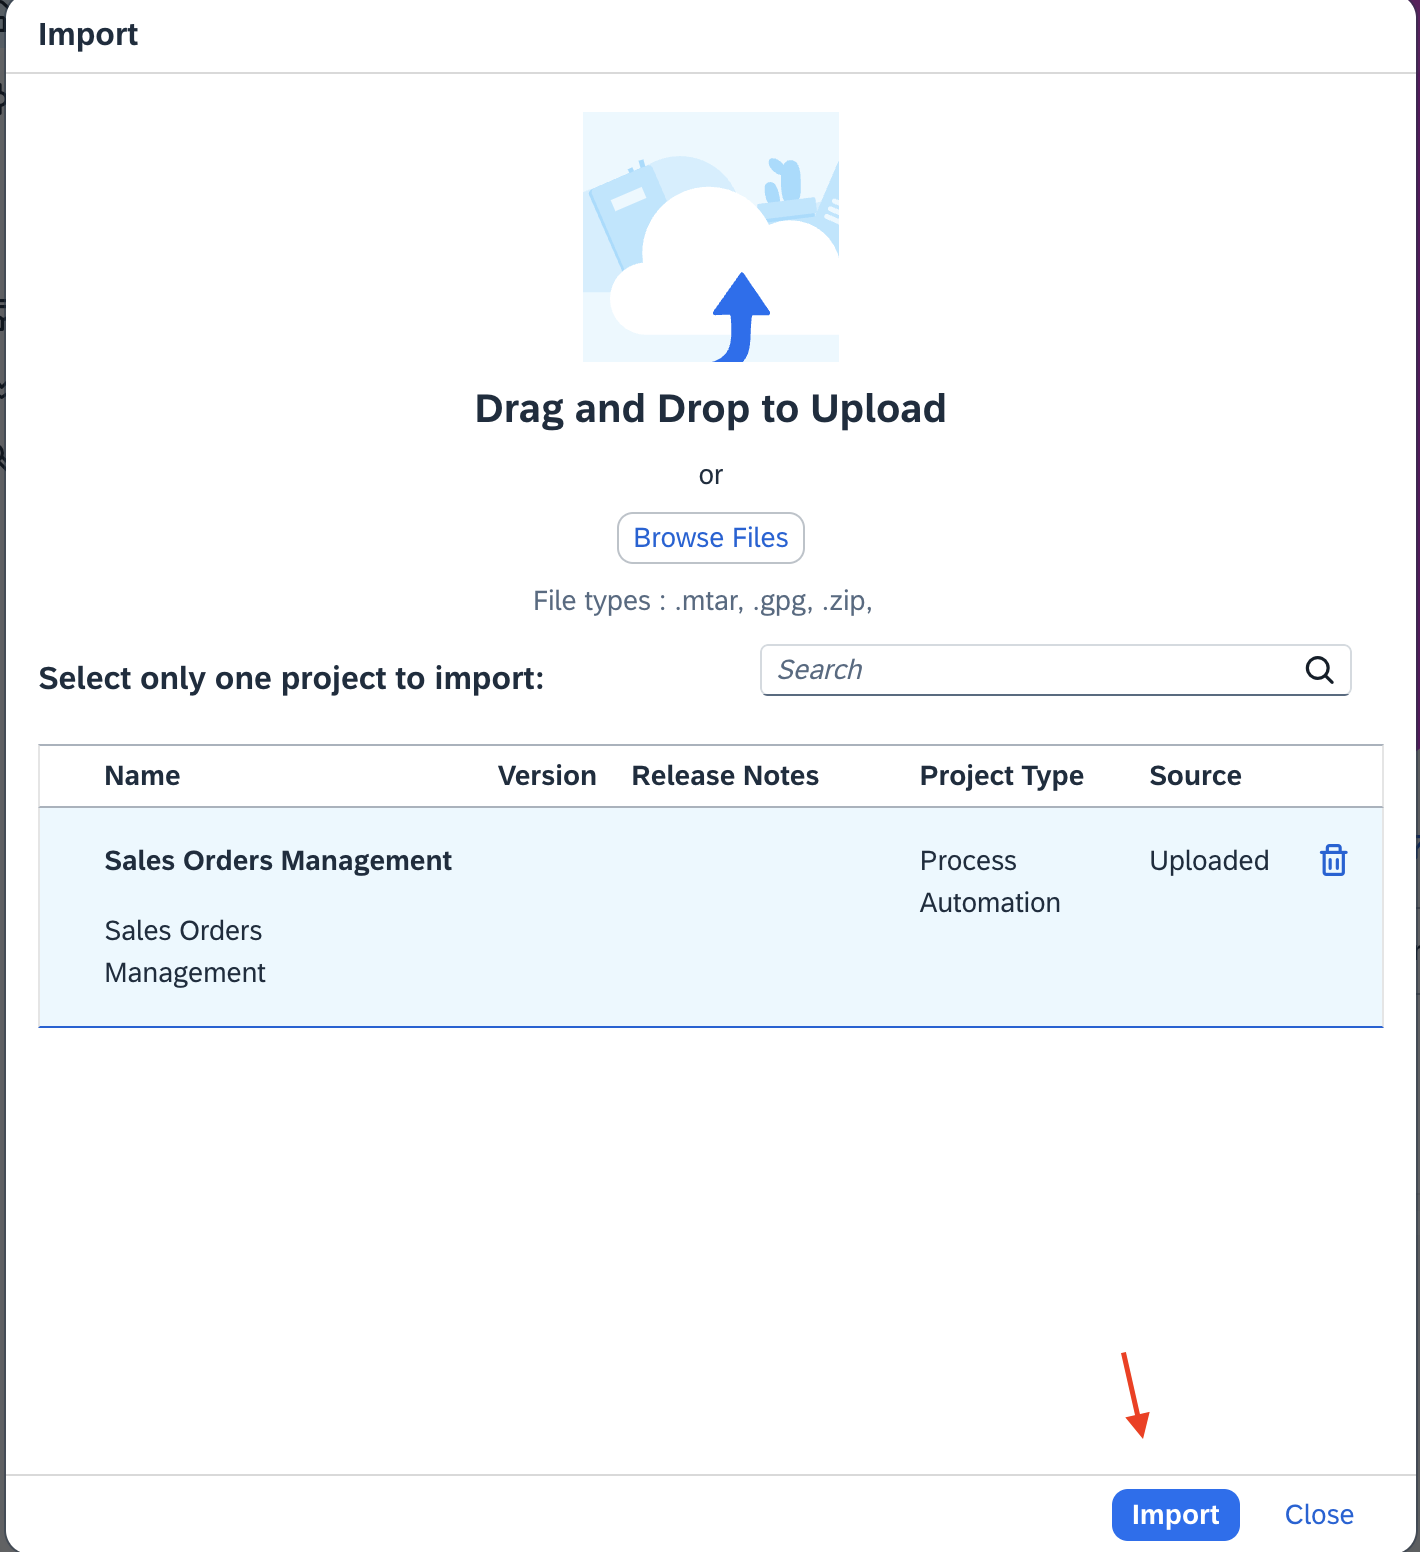 Import
Drag and Drop to Upload
or
Browse Files
File types : .mtar, .gpg, .zip,
Select only one project to import:
Search
Name Version Release Notes Project Type Source
Sales Orders Management
Process
Automation
Uploaded
Sales Orders
Management
Import Close